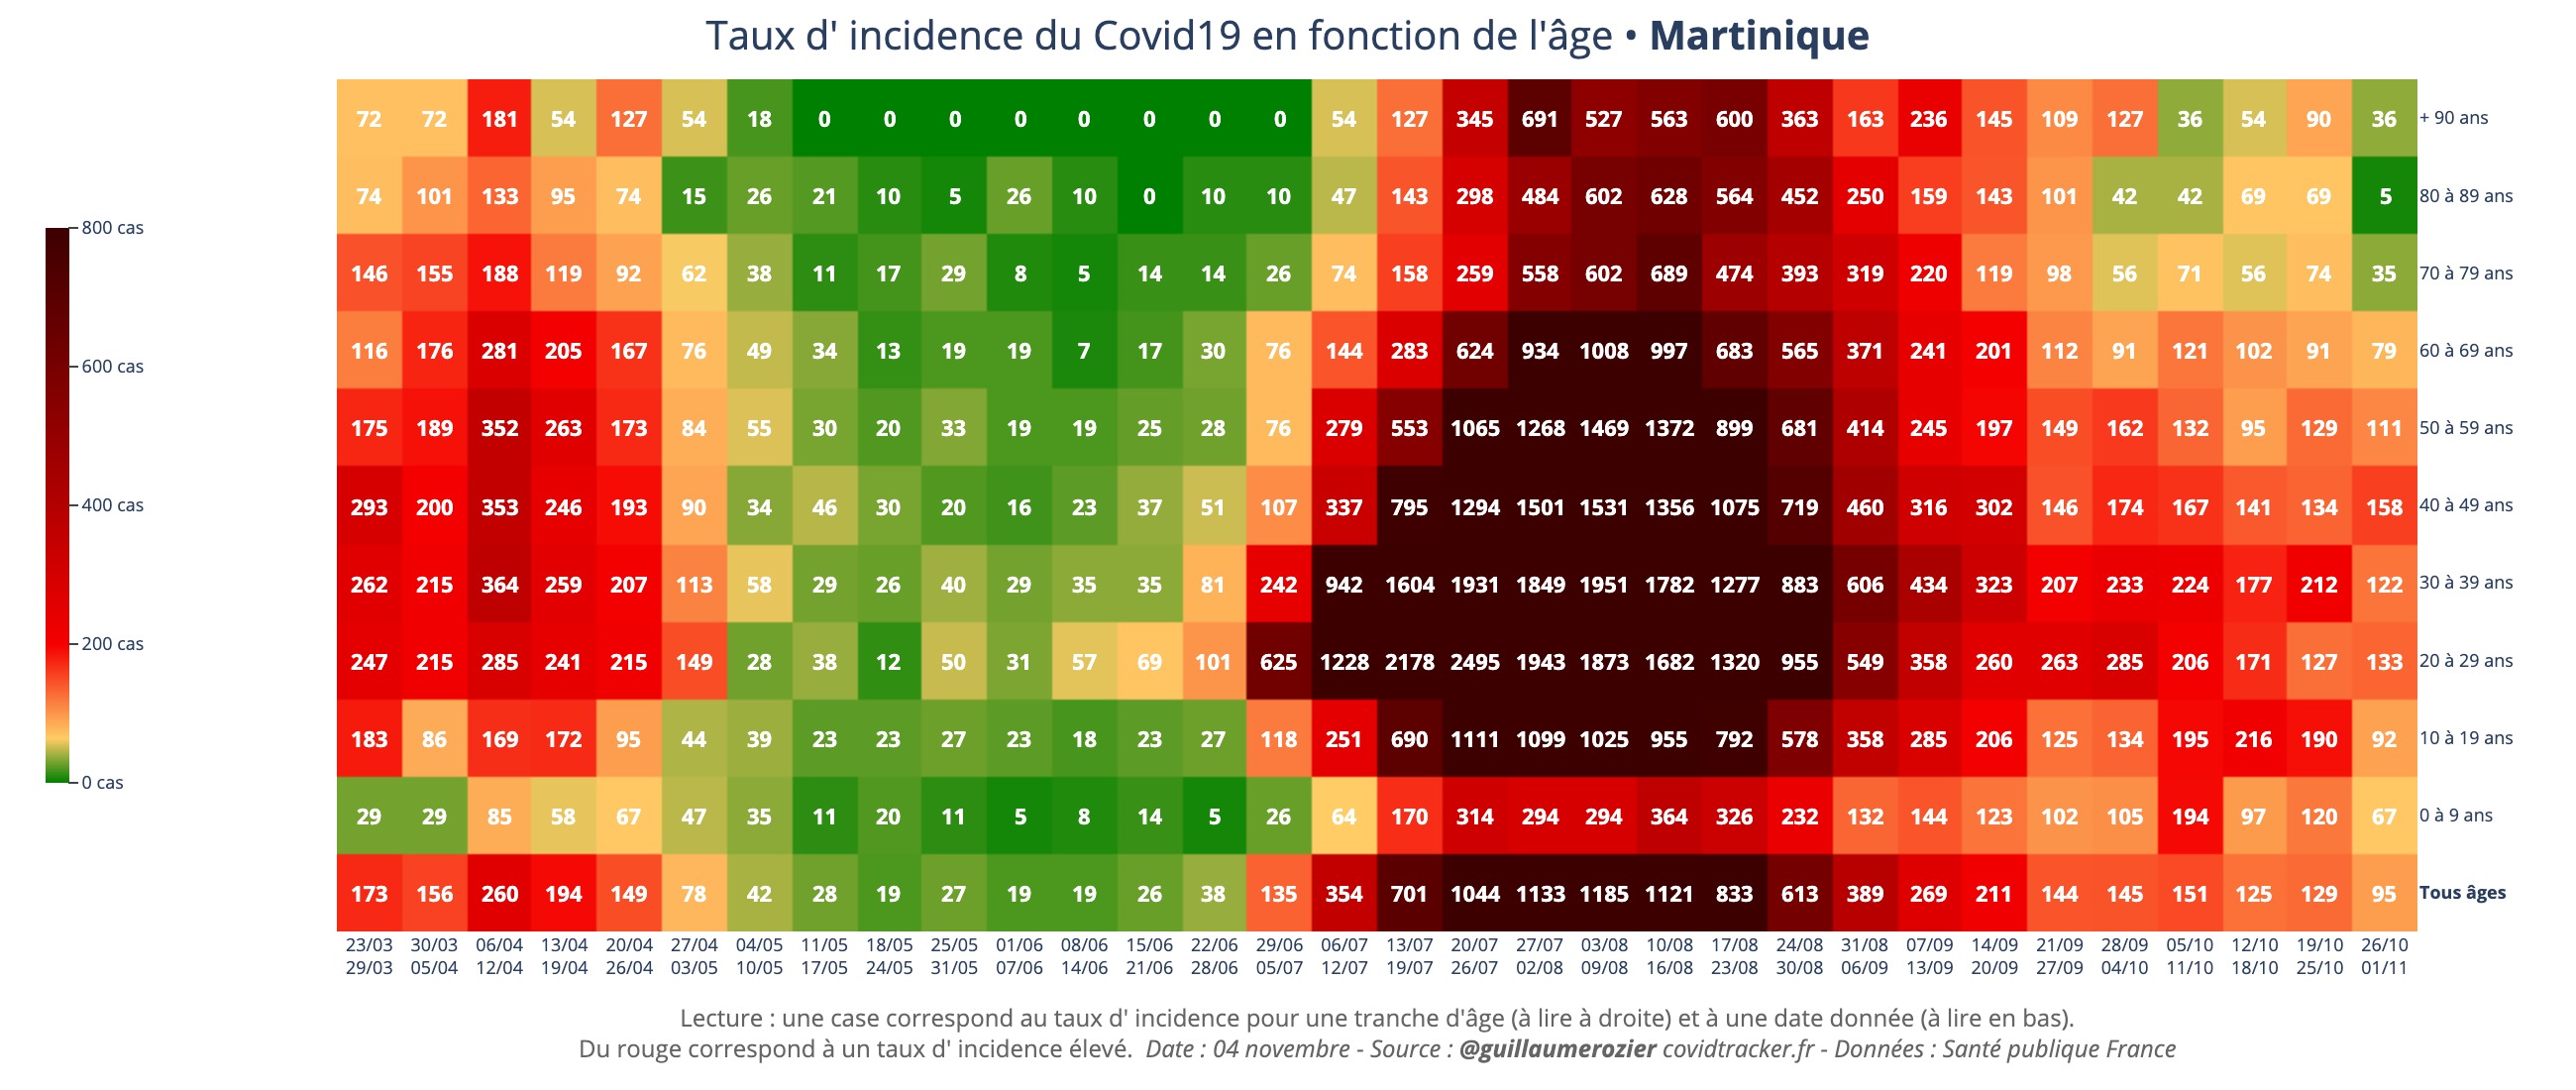 Taux d' incidence du Covid19 en fonction de l'âge • Martinique
72 72 181 54 127 54 18 0 0 0 0 0 0 0 0 54 127 345 691 527 563 600 363 163 236 145 109 127 36 54 90 36 + 90 ans
74 101 133 95 74 15 26 21 10 5 26 10 0 10 10 47 143 298 484 602 628 564 452 250 159 143 101 42 42 69 69 5 80 à 89 ans
800 cas
146 155 188 119 92 62 38 11 17 29 8 5 14 14 26 74 158 259 558 602 689 474 393 319 220 119 98 56 71 56 74 35 70 à 79 ans
116 176 281 205 167 76 49 34 13 19 19 7 17 30 76 144 283 624 934 1008 997 683 565 371 241 201 112 91 121 102 91 79 60 à 69 ans
600 cas
175 189 352 263 173 84 55 30 20 33 19 19 25 28 76 279 553 1065 1268 1469 1372 899 681 414 245 197 149 162 132 95 129 111 50 à 59 ans
400 cas
293 200 353 246 193 90 34 46 30 20 16 23 37 51 107 337 795 1294 1501 1531 1356 1075 719 460 316 302 146 174 167 141 134 158 40 à 49 ans
262 215 364 259 207 113 58 29 26 40 29 35 35 81 242 942 1604 1931 1849 1951 1782 1277 883 606 434 323 207 233 224 177 212 122 30 à 39 ans
200 cas
247 215 285 241 215 149 28 38 12 50 31 57 69 101 625 1228 2178 2495 1943 1873 1682 1320 955 549 358 260 263 285 206 171 127 133 20 à 29 ans
183 86 169 172 95 44 39 23 23 27 23 18 23 27 118 251 690 1111 1099 1025 955 792 578 358 285 206 125 134 195 216 190 92 10 à 19 ans
0 cas
29 29 85 58 67 47 35 11 20 11 5 8 14 5 26 64 170 314 294 294 364 326 232 132 144 123 102 105 194 97 120 67 0 à 9 ans
173 156 260 194 149 78 42 28 19 27 19 19 26 38 135 354 701 1044 1133 1185 1121 833 613 389 269 211 144 145 151 125 129 95 Tous âges
23/03 30/03 06/04 13/04 20/04 27/04 04/05 11/05 18/05 25/05 01/06 08/06 15/06 22/06 29/06 06/07 13/07 20/07 27/07 03/08 10/08 17/08 24/08 31/08 07/09 14/09 21/09 28/09 05/10 12/10 19/10 26/10
29/03 05/04 12/04 19/04 26/04 03/05 10/05 17/05 24/05 31/05 07/06 14/06 21/06 28/06 05/07 12/07 19/07 26/07 02/08 09/08 16/08 23/08 30/08 06/09 13/09 20/09 27/09 04/10 11/10 18/10 25/10 01/11
Lecture : une case correspond au taux d' incidence pour une tranche d'âge (à lire à droite) et à une date donnée (à lire en bas).
Du rouge correspond à un taux d' incidence élevé. Date : 04 novembre - Source : @guillaumerozier covidtracker.fr - Données : Santé publique France